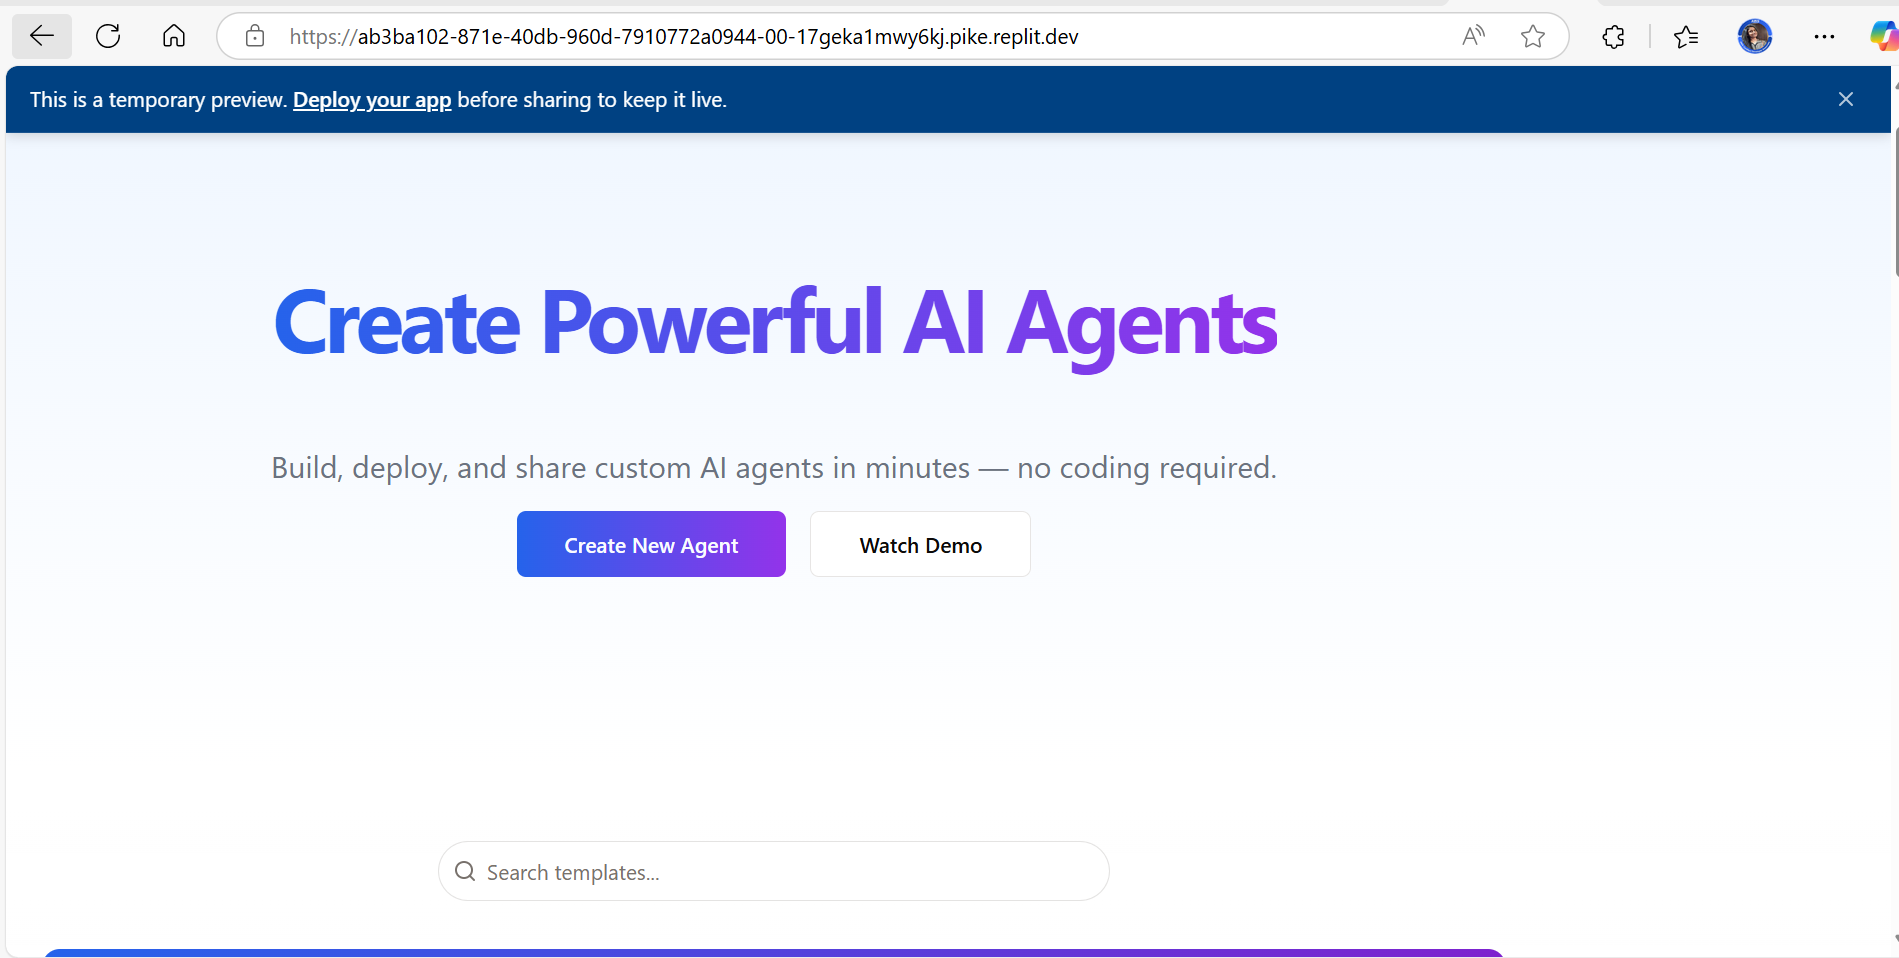 https://ab3ba102-871e-40db-960d-7910772a0944-00-17geka1mwy6kj.pike.replit.dev
This is a temporary preview. Deploy your app before sharing to keep it live.
Create Powerful AI Agents
Build, deploy, and share custom AI agents in minutes — no coding required.
Create New Agent
Watch Demo
Search templates...